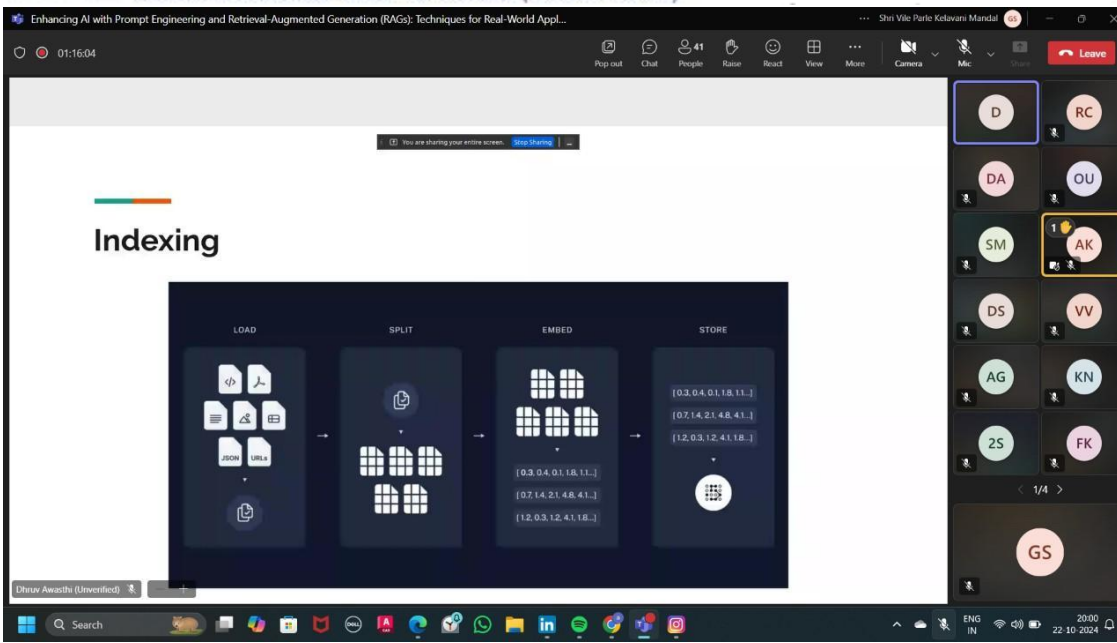 Enhancing AI with Prompt Engineering and Retrieval-Augmented Generation (RAGs): Techniques for Real-World Appl...
Shri Vile Parle Kelavani Mandal
GS
01:16:04
Pop out
Chat
41
People
Raise
React
View
More
Camera
Mic
Share
Leave
You are sharing your entire screen.
Stop Sharing
Indexing
LOAD
SPLIT
EMBED
STORE
JSON
URLs
[ 0.3, 0.4, 0.1, 1.8, 1.1...]
[ 0.7, 1.4, 2.1, 4.8, 4.1...]
[ 1.2, 0.3, 1.2, 4.1, 1.8...]
[ 0.3, 0.4, 0.1, 1.8, 1.1...]
[ 0.7, 1.4, 2.1, 4.8, 4.1...]
[ 1.2, 0.3, 1.2, 4.1, 1.8...]
Dhruv Awasthi (Unverified)
D
RC
DA
OU
SM
1
AK
DS
VV
AG
KN
2S
FK
1/4
GS
Search
DELL
ENG
IN
20:00
22-10-2024